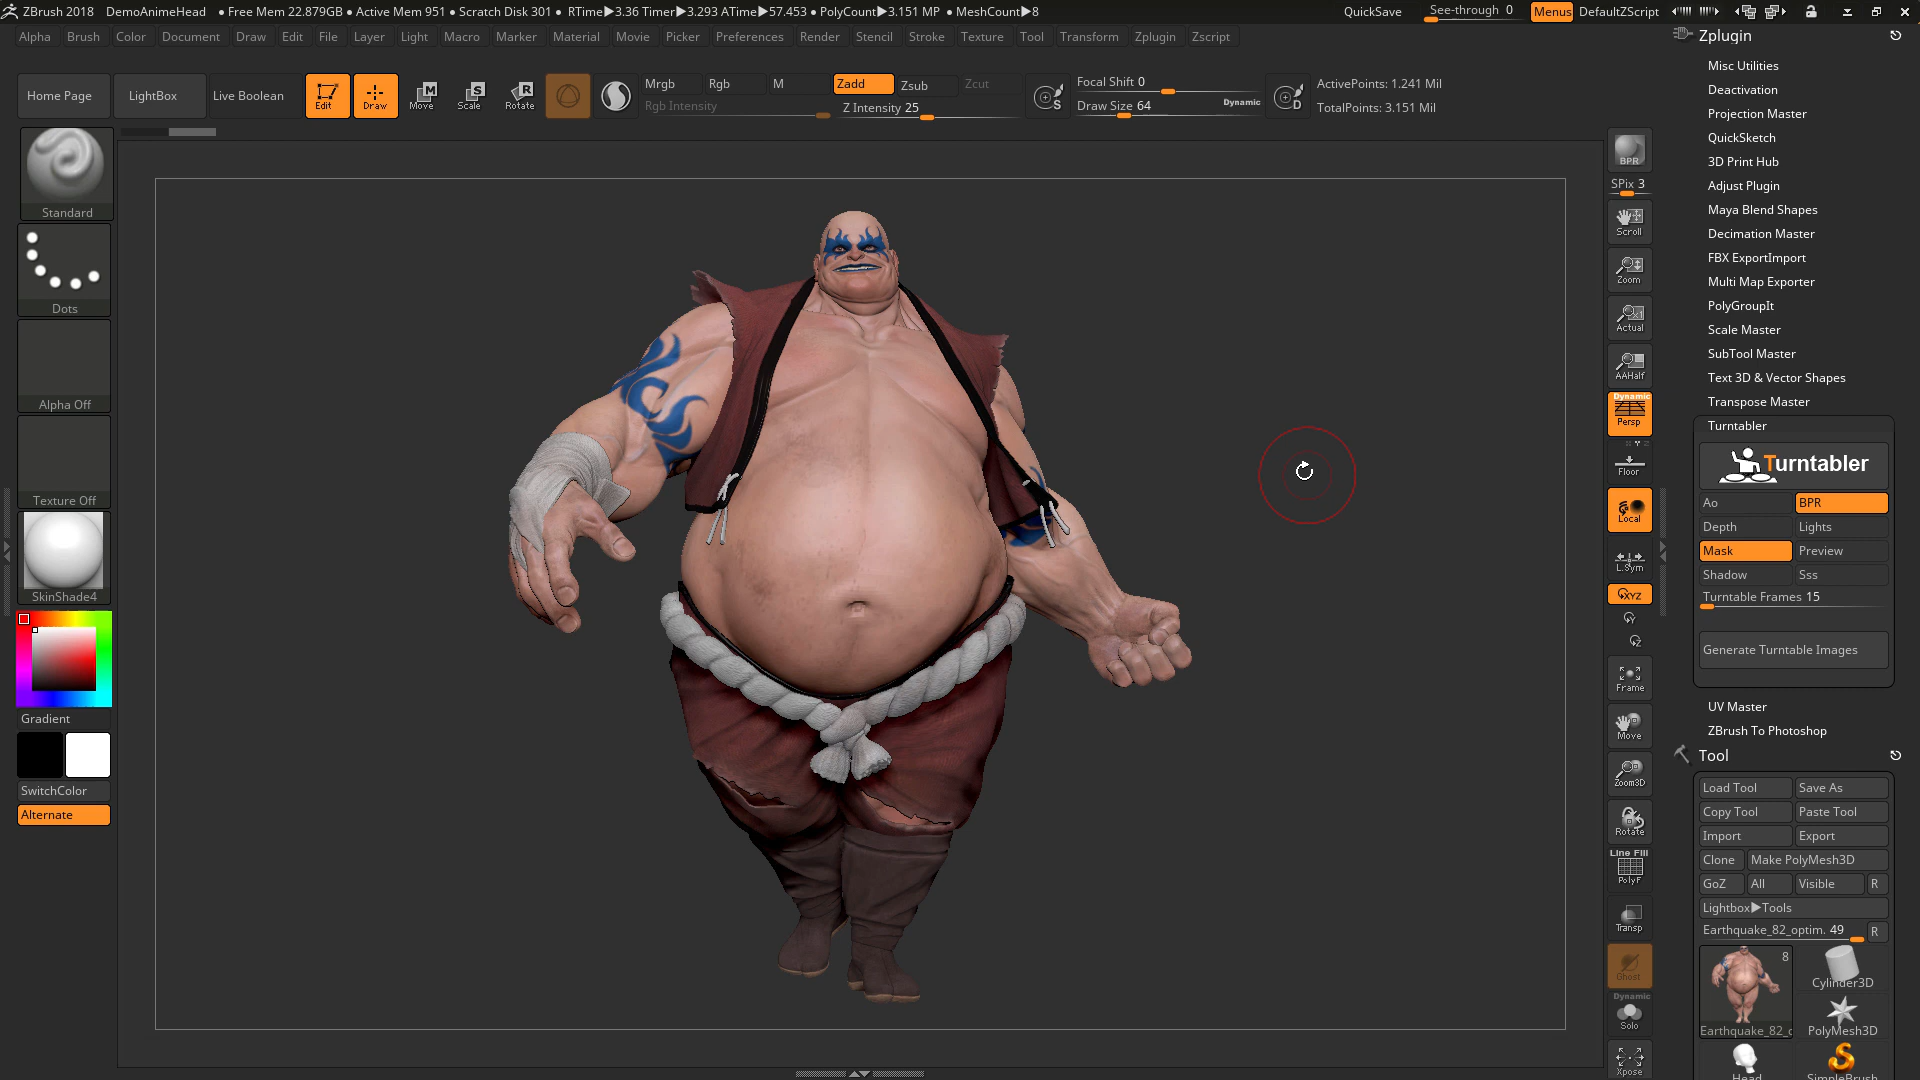 ZBrush 2018 DemoAnimeHead ● Free Mem 22.879GB ● Active Mem 951 ● Scratch Disk 301 ● RTime▶3.36 Timer▶3.293 ATime▶57.453 ● PolyCount▶3.151 MP ● MeshCount▶8 QuickSave See-through 0 Menus DefaultZScript
Alpha Brush Color Document Draw Edit File Layer Light Macro Marker Material Movie Picker Preferences Render Stencil Stroke Texture Tool Transform Zplugin Zscript
Home Page LightBox Live Boolean Edit Draw Move Scale Rotate
M
S
R
Mrgb Rgb M Zadd Zsub Zcut
Rgb Intensity Z Intensity 25
S
Focal Shift 0
Draw Size 64 Dynamic
D
ActivePoints: 1.241 Mil
TotalPoints: 3.151 Mil
Standard
Dots
Alpha Off
Texture Off
SkinShade4
Gradient
SwitchColor
Alternate
BPR
SPix 3
Scroll
Zoom
Actual
AAHalf
Dynamic
Persp
Floor
Local
L.Sym
XYZ
Y
Z
Frame
Move
Zoom3D
Rotate
Line Fill
PolyF
Transp
Ghost
Dynamic
Solo
Xpose
Zplugin
Misc Utilities
Deactivation
Projection Master
QuickSketch
3D Print Hub
Adjust Plugin
Maya Blend Shapes
Decimation Master
FBX ExportImport
Multi Map Exporter
PolyGroupIt
Scale Master
SubTool Master
Text 3D & Vector Shapes
Transpose Master
Turntabler
Turntabler
Ao BPR
Depth Lights
Mask Preview
Shadow Sss
Turntable Frames 15
Generate Turntable Images
UV Master
ZBrush To Photoshop
Tool
Load Tool Save As
Copy Tool Paste Tool
Import Export
Clone Make PolyMesh3D
GoZ All Visible R
Lightbox▶Tools
Earthquake_82_optim. 49 R
8
Cylinder3D
Earthquake_82_c PolyMesh3D
Head SimpleBrush